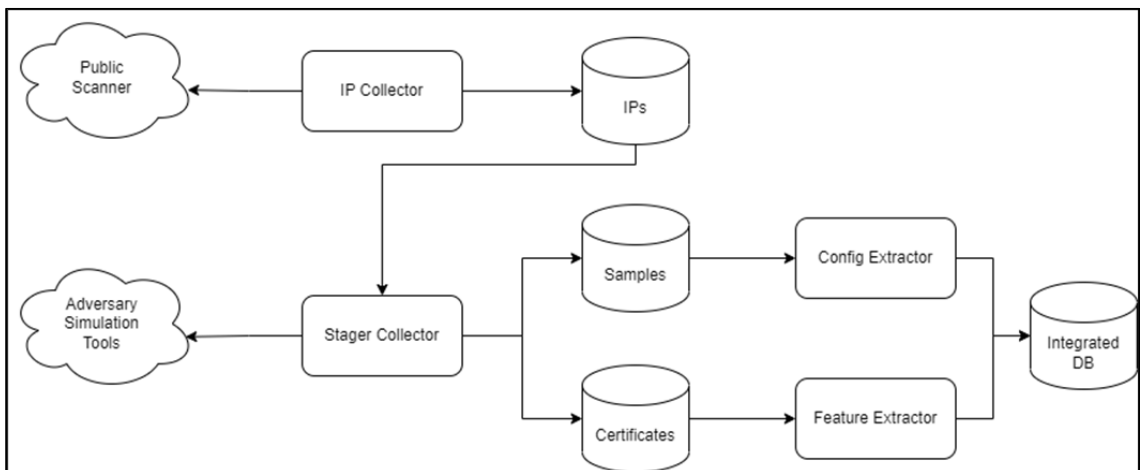 Public
Scanner
IP Collector
IPs
Samples
Config Extractor
Adversary
Simulation
Tools
Stager Collector
Integrated
DB
Certificates
Feature Extractor